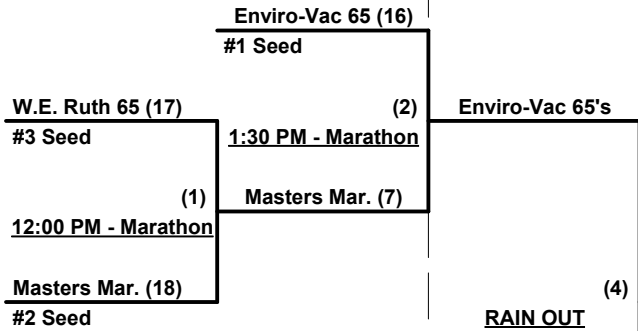 Enviro-Vac 65 (16)
#1 Seed
W.E. Ruth 65 (17)
(2)
Enviro-Vac 65's
#3 Seed
1:30 PM - Marathon
(1)
Masters Mar. (7)
12:00 PM - Marathon
Masters Mar. (18)
(4)
#2 Seed
RAIN OUT